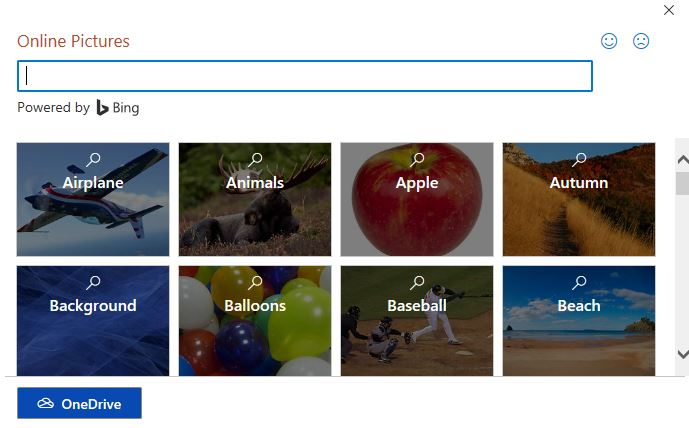 Online Pictures
Powered by Bing
Airplane
Animals
Apple
Autumn
Background
Balloons
Baseball
Beach
OneDrive